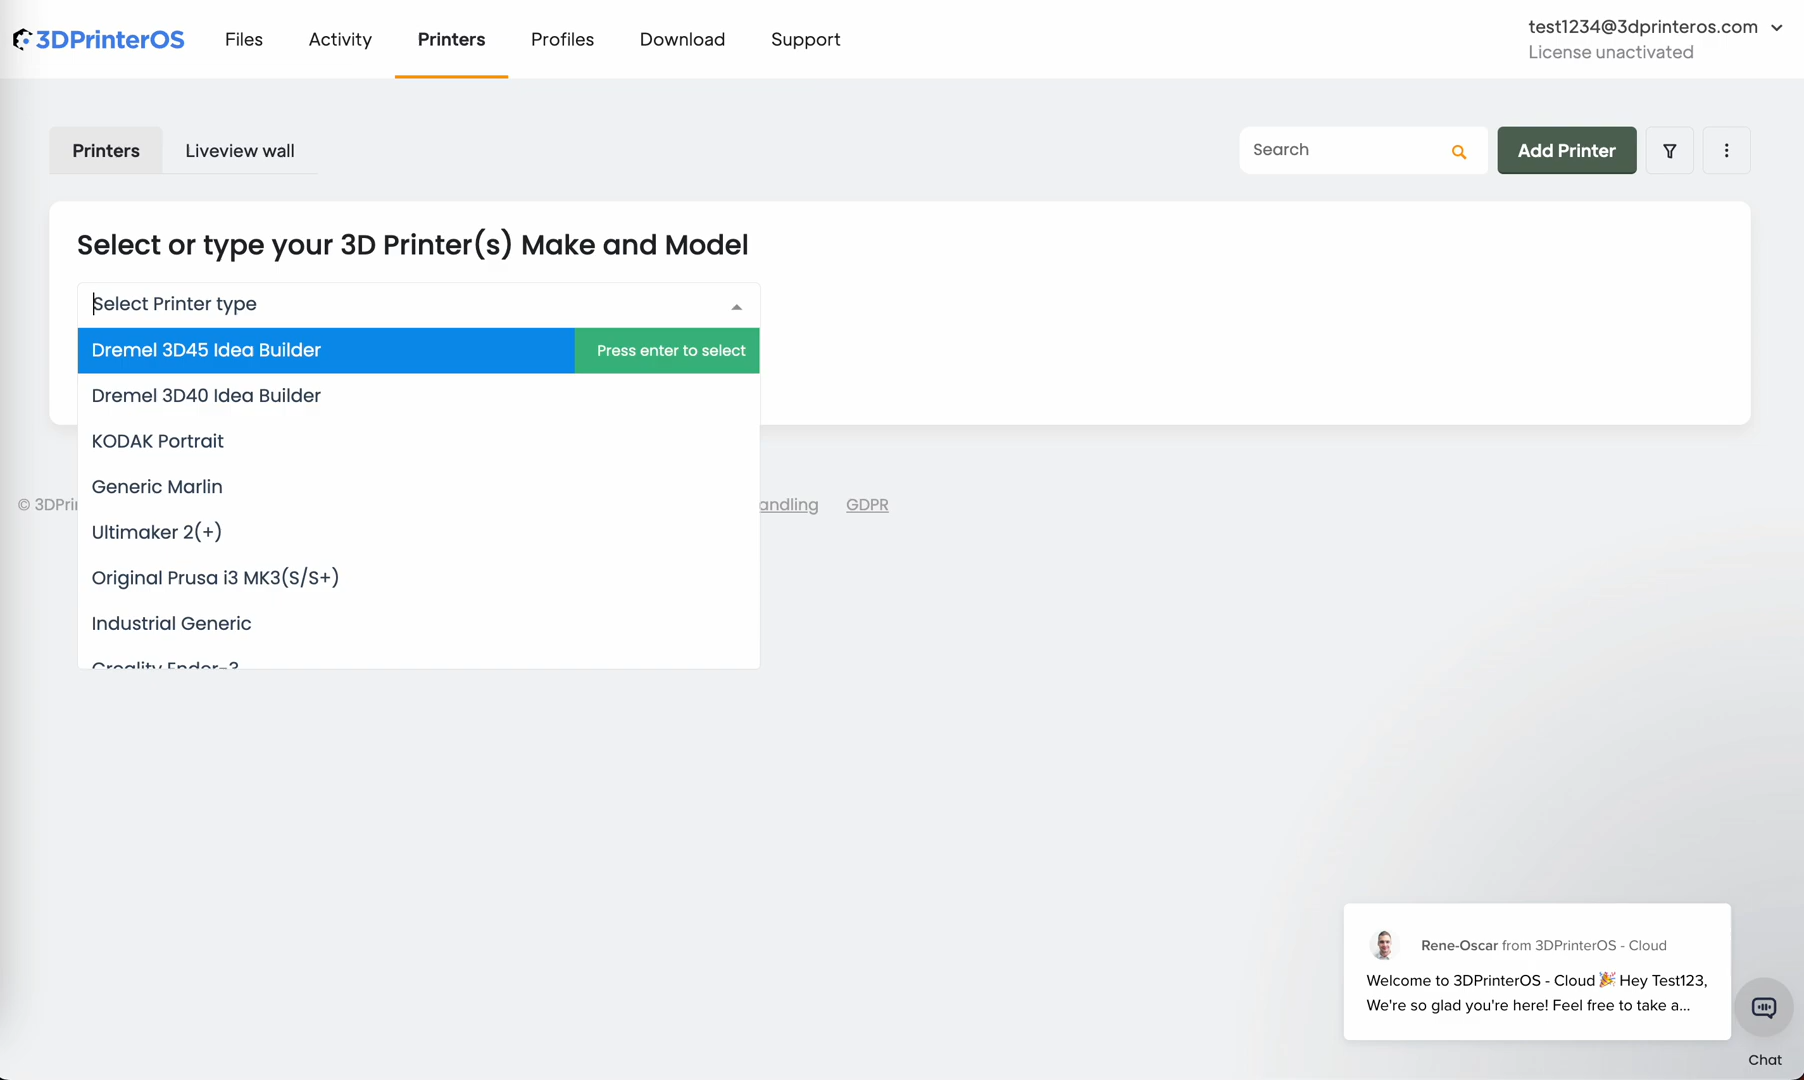 3DPrinterOS
Files
Activity
Printers
Profiles
Download
Support
test1234@3dprinteros.com
License unactivated
Printers
Liveview wall
Search
Add Printer
Select or type your 3D Printer(s) Make and Model
Select Printer type
Dremel 3D45 Idea Builder
Press enter to select
Dremel 3D40 Idea Builder
KODAK Portrait
Generic Marlin
© 3DPri
andling
GDPR
Ultimaker 2(+)
Original Prusa i3 MK3(S/S+)
Industrial Generic
Creality Ender-3
Rene-Oscar from 3DPrinterOS - Cloud
Welcome to 3DPrinterOS - Cloud 🎉 Hey Test123,
We're so glad you're here! Feel free to take a...
Chat